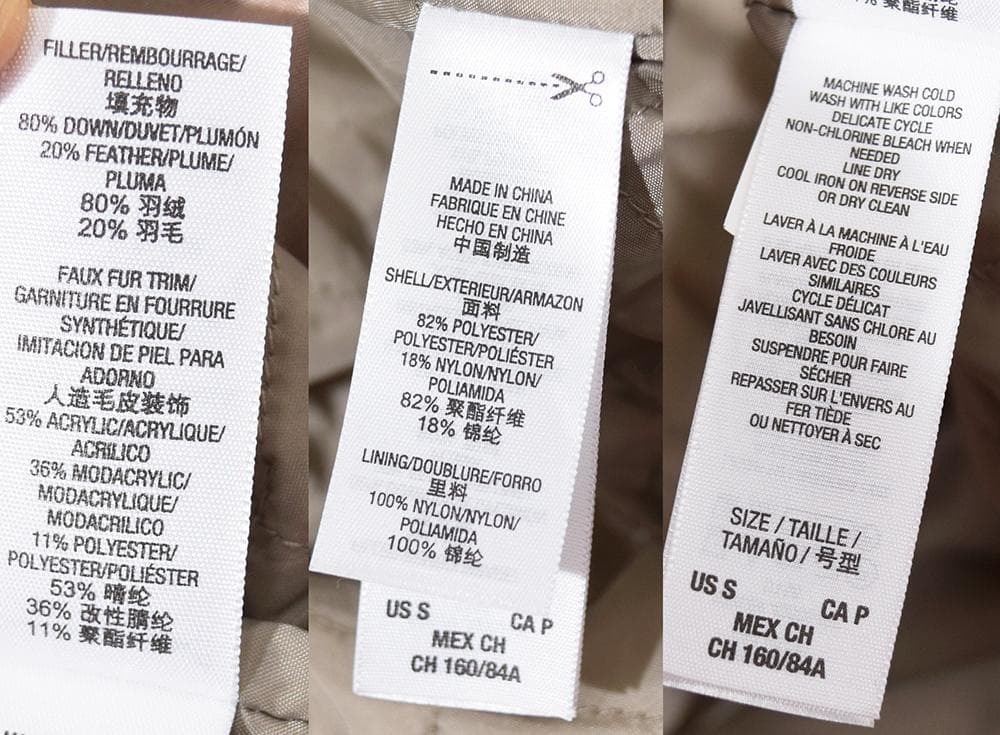 FILLER/REMBOURRAGE/
RELLENO
填充物
80% DOWN/DUVET/PLUMÓN
20% FEATHER/PLUME/
PLUMA
80% 羽绒
20% 羽毛
FAUX FUR TRIM/
GARNITURE EN FOURRURE
SYNTHÉTIQUE/
IMITACION DE PIEL PARA
ADORNO
人造毛皮装饰
53% ACRYLIC/ACRYLIQUE/
ACRILICO
36% MODACRYLIC/
MODACRYLIQUE/
MODACRILICO
11% POLYESTER/
POLYESTER/POLIÉSTER
53% 腈纶
36% 改性腈纶
11% 聚酯纤维
MADE IN CHINA
FABRIQUE EN CHINE
HECHO EN CHINA
中国制造
SHELL/EXTERIEUR/ARMAZON
面料
82% POLYESTER/
POLYESTER/POLIÉSTER
18% NYLON/NYLON/
POLIAMIDA
82% 聚酯纤维
18% 锦纶
LINING/DOUBLURE/FORRO
里料
100% NYLON/NYLON/
POLIAMIDA
100% 锦纶
US S CA P
MEX CH
CH 160/84A
聚酯纤维
MACHINE WASH COLD
WASH WITH LIKE COLORS
DELICATE CYCLE
NON-CHLORINE BLEACH WHEN
NEEDED
LINE DRY
COOL IRON ON REVERSE SIDE
OR DRY CLEAN
LAVER À LA MACHINE À L'EAU
FROIDE
LAVER AVEC DES COULEURS
SIMILAIRES
CYCLE DÉLICAT
JAVELLISANT SANS CHLORE AU
BESOIN
SUSPENDRE POUR FAIRE
SÉCHER
REPASSER SUR L'ENVERS AU
FER TIÈDE
OU NETTOYER À SEC
SIZE / TAILLE /
TAMAÑO / 号型
US S CA P
MEX CH
CH 160/84A